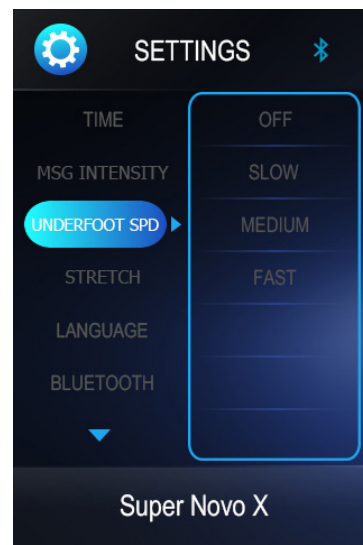 SETTINGS
TIME
MSG INTENSITY
UNDERFOOT SPD
STRETCH
LANGUAGE
BLUETOOTH
OFF
SLOW
MEDIUM
FAST
Super Novo X